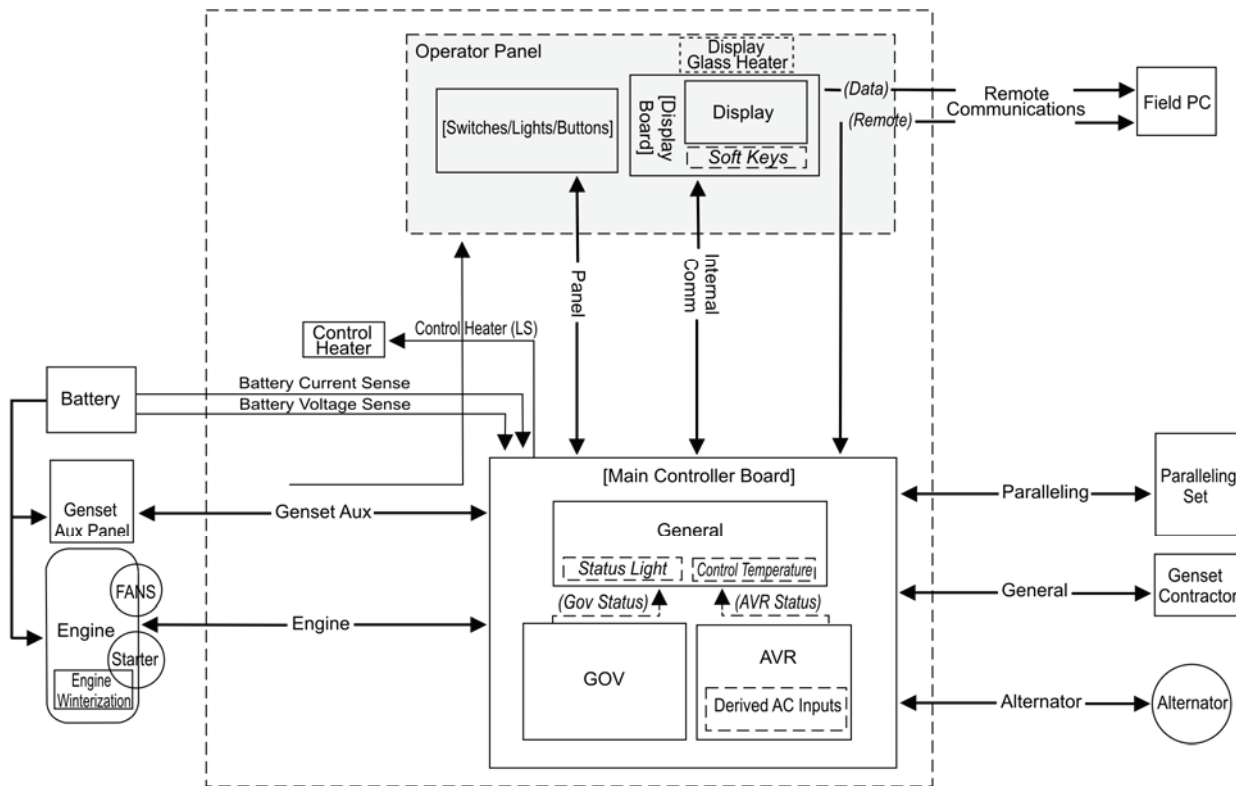 Operator Panel
Display
Glass Heater
[Switches/Lights/Buttons]
[Display
Board]
Display
Soft Keys
(Data)
(Remote)
Remote
Communications
Field PC
Panel
Internal
Comm
Control
Heater
Control Heater (LS)
Battery
Battery Current Sense
Battery Voltage Sense
Genset
Aux Panel
Genset Aux
[Main Controller Board]
General
Status Light
Control Temperature
(Gov Status)
(AVR Status)
GOV
AVR
Derived AC Inputs
FANS
Engine
Starter
Engine
Winterization
Engine
Paralleling
Paralleling
Set
General
Genset
Contractor
Alternator
Alternator